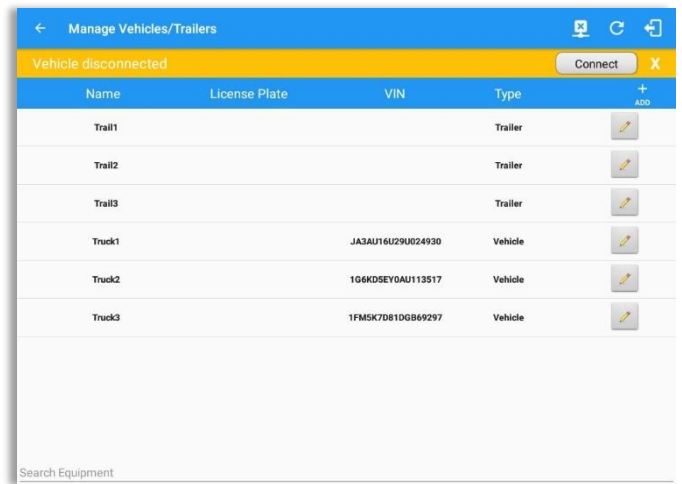 Manage Vehicles/Trailers
Vehicle disconnected Connect X
Name License Plate VIN Type + ADD
Trail1 Trailer
Trail2 Trailer
Trail3 Trailer
Truck1 JA3AU16U29U024930 Vehicle
Truck2 1G6KD5EY0AU113517 Vehicle
Truck3 1FM5K7D81DGB69297 Vehicle
Search Equipment